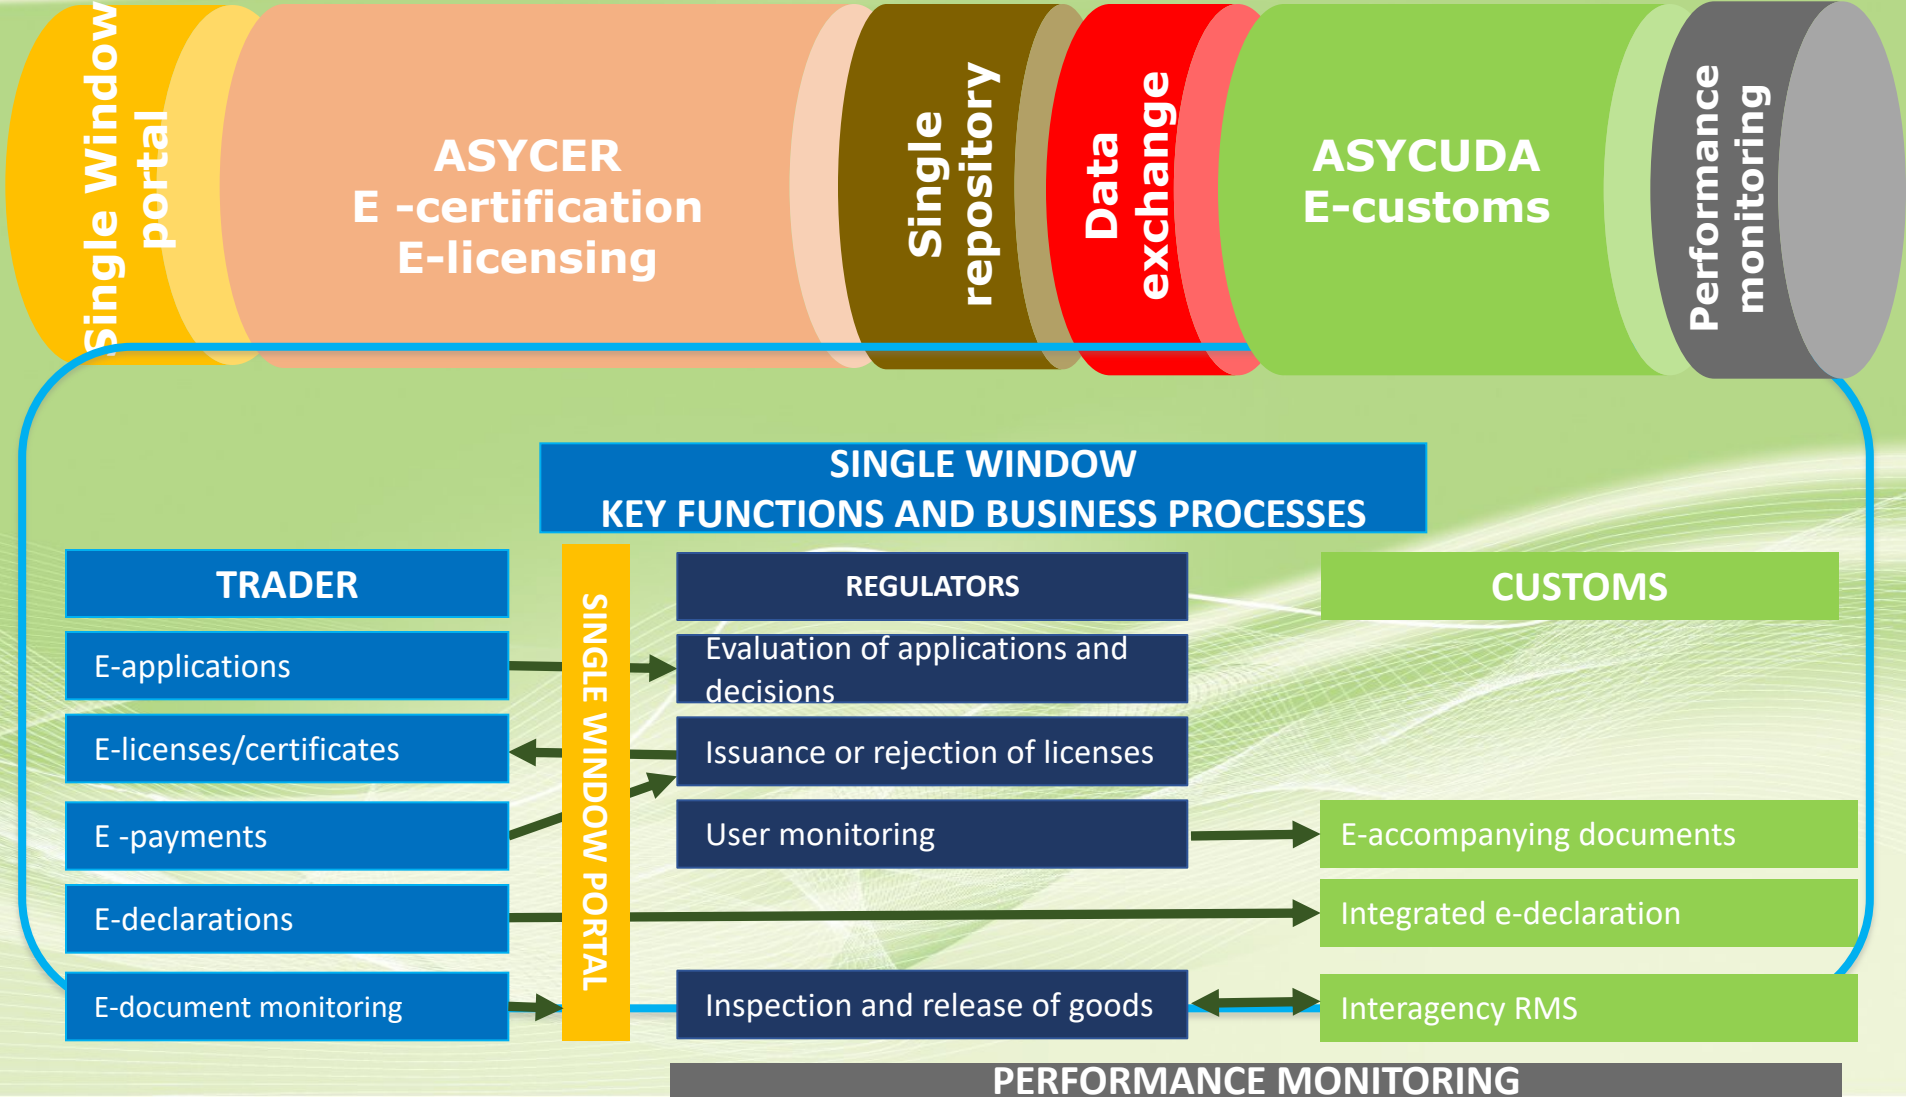 Single Window
portal
ASYCER
E -certification
E-licensing
Single
repository
Data
exchange
ASYCUDA
E-customs
Performance
monitoring
SINGLE WINDOW
KEY FUNCTIONS AND BUSINESS PROCESSES
TRADER
E-applications
E-licenses/certificates
E -payments
E-declarations
E-document monitoring
SINGLE WINDOW PORTAL
REGULATORS
Evaluation of applications and
decisions
Issuance or rejection of licenses
User monitoring
Inspection and release of goods
CUSTOMS
E-accompanying documents
Integrated e-declaration
Interagency RMS
PERFORMANCE MONITORING